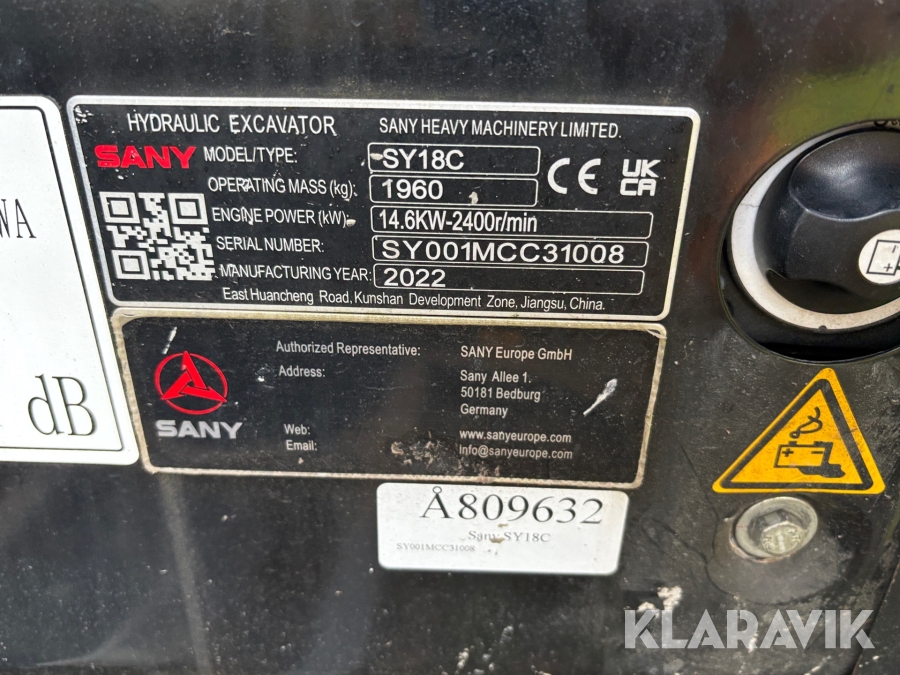 HYDRAULIC EXCAVATOR SANY HEAVY MACHINERY LIMITED.
SANY MODEL/TYPE: SY18C
OPERATING MASS (kg): 1960
CE UK CA
ENGINE POWER (kW): 14.6KW-2400r/min
SERIAL NUMBER: SY001MCC31008
MANUFACTURING YEAR: 2022
East Huancheng Road, Kunshan Development Zone, Jiangsu, China.
WA
dB
Authorized Representative: SANY Europe GmbH
Address: Sany Allee 1,
50181 Bedburg
Germany
SANY
Web: www.sanyeurope.com
Email: info@sanyeurope.com
Å809632
Sany SY18C
SY001MCC31008
KLARAVIK